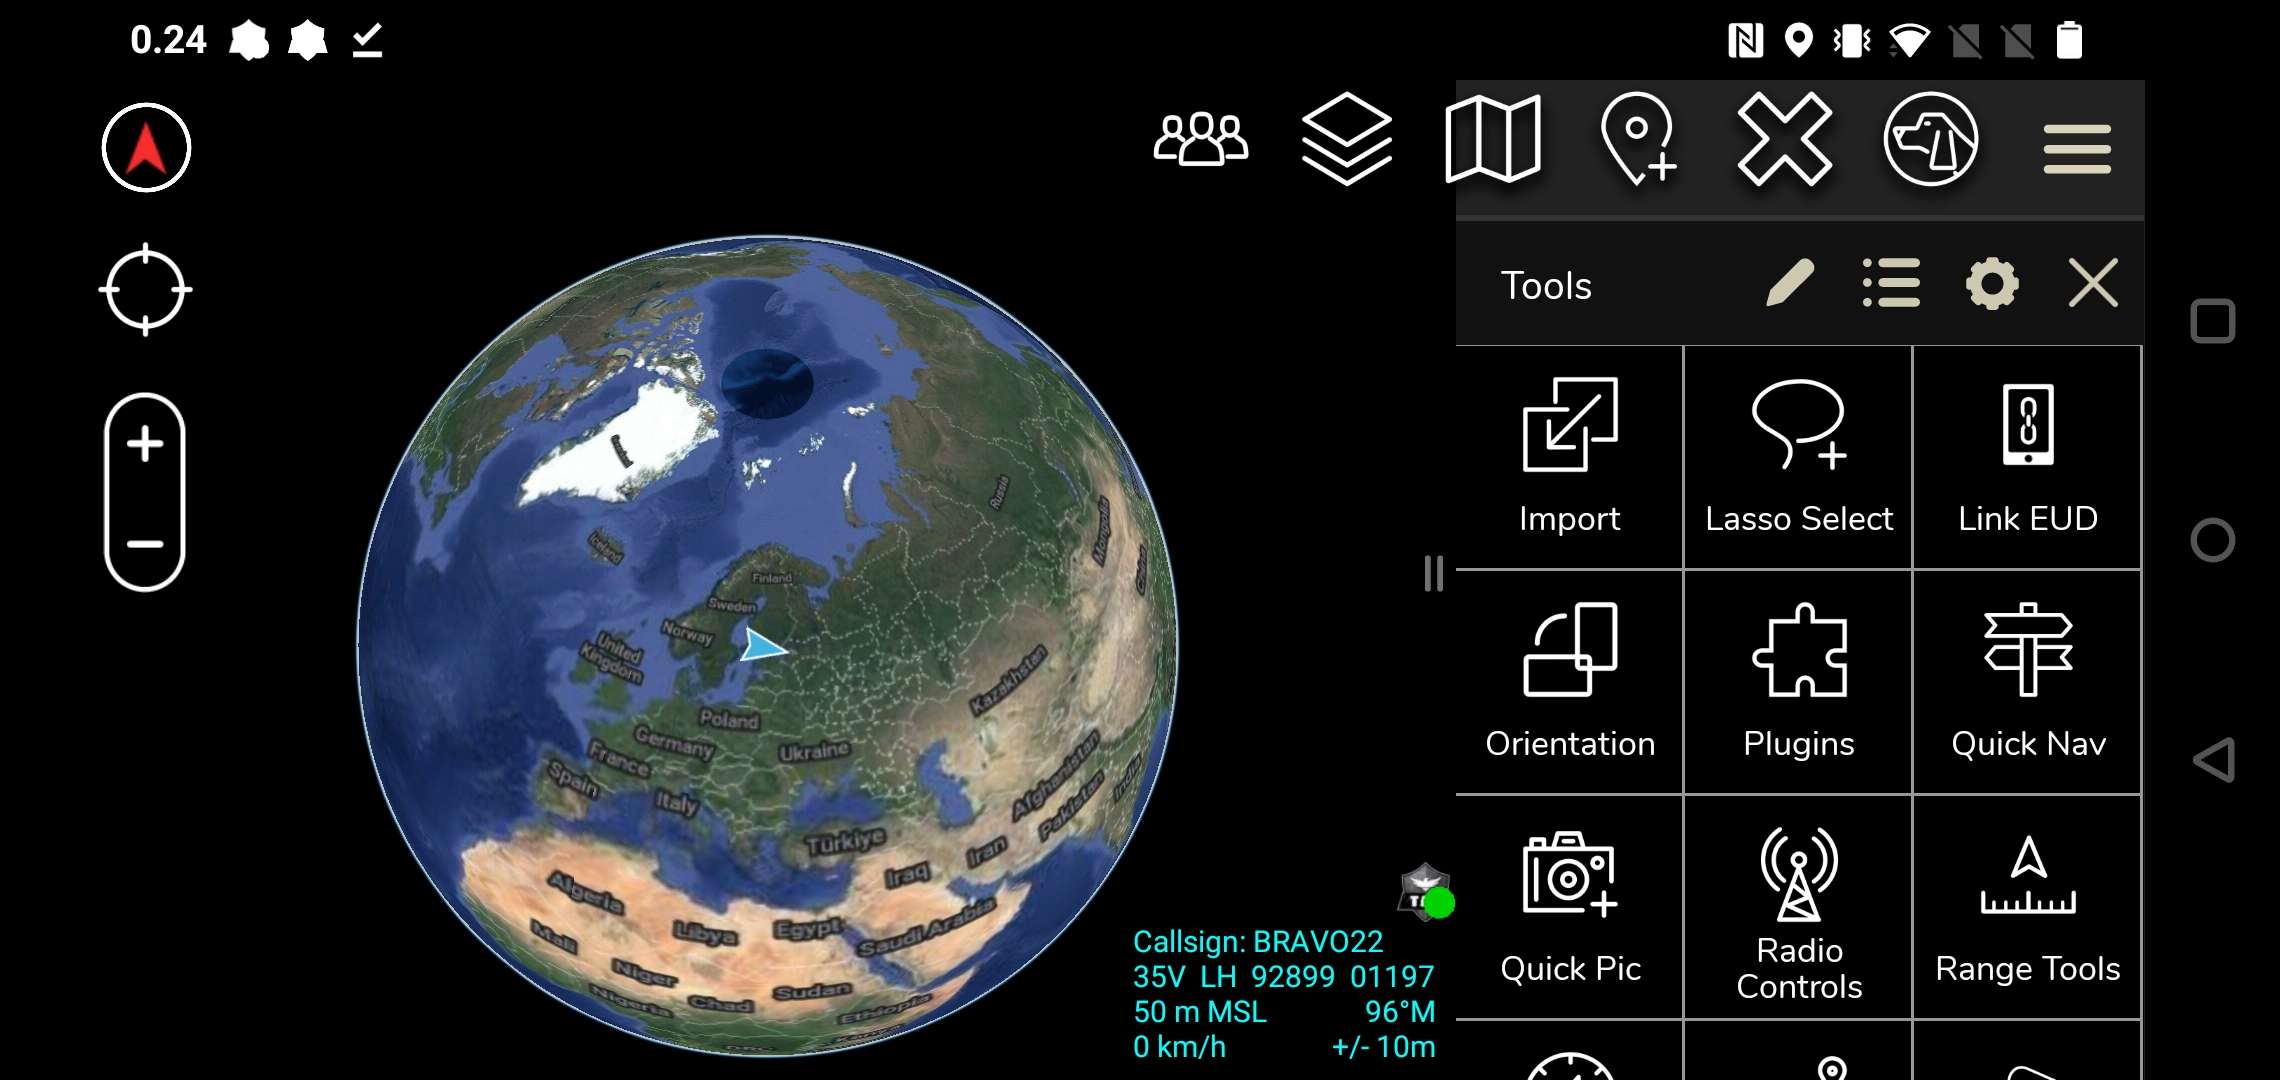 0.24
Tools
Import
Lasso Select
Link EUD
Orientation
Plugins
Quick Nav
Quick Pic
Radio
Controls
Range Tools
Russia
Mongolia
China
Iceland
Finland
Sweden
Norway
United
Kingdom
Kazakhstan
Poland
Germany
Ukraine
France
Spain
Italy
Afghanistan
Pakistan
India
Türkiye
Iran
Iraq
Algeria
Libya
Egypt
Saudi Arabia
Mali
Niger
Sudan
Nigeria
Chad
Ethiopia
Kenya
DRC
Callsign: BRAVO22
35V LH 92899 01197
50 m MSL 96°M
0 km/h +/- 10m